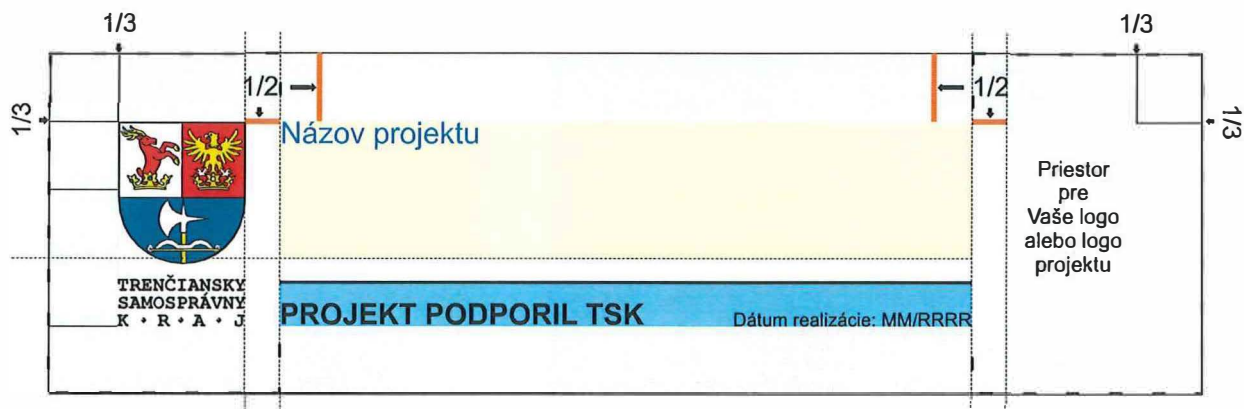 1/3
1/3
1/2
1/2
1/3
1/3
Názov projektu
Priestor
pre
Vaše logo
alebo logo
projektu
TRENČIANSKY
SAMOSPRÁVNY
K • R • A • J
PROJEKT PODPORIL TSK
Dátum realizácie: MM/RRRR